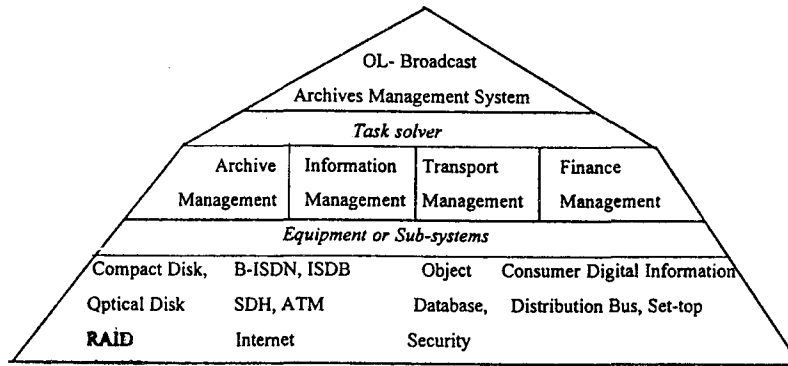 OL- Broadcast
Archives Management System
Task solver
Archive Information Transport Finance
Management Management Management Management
Equipment or Sub-systems
Compact Disk, B-ISDN, ISDB Object Consumer Digital Information
Qptical Disk SDH, ATM Database, Distribution Bus, Set-top
RAID Internet Security